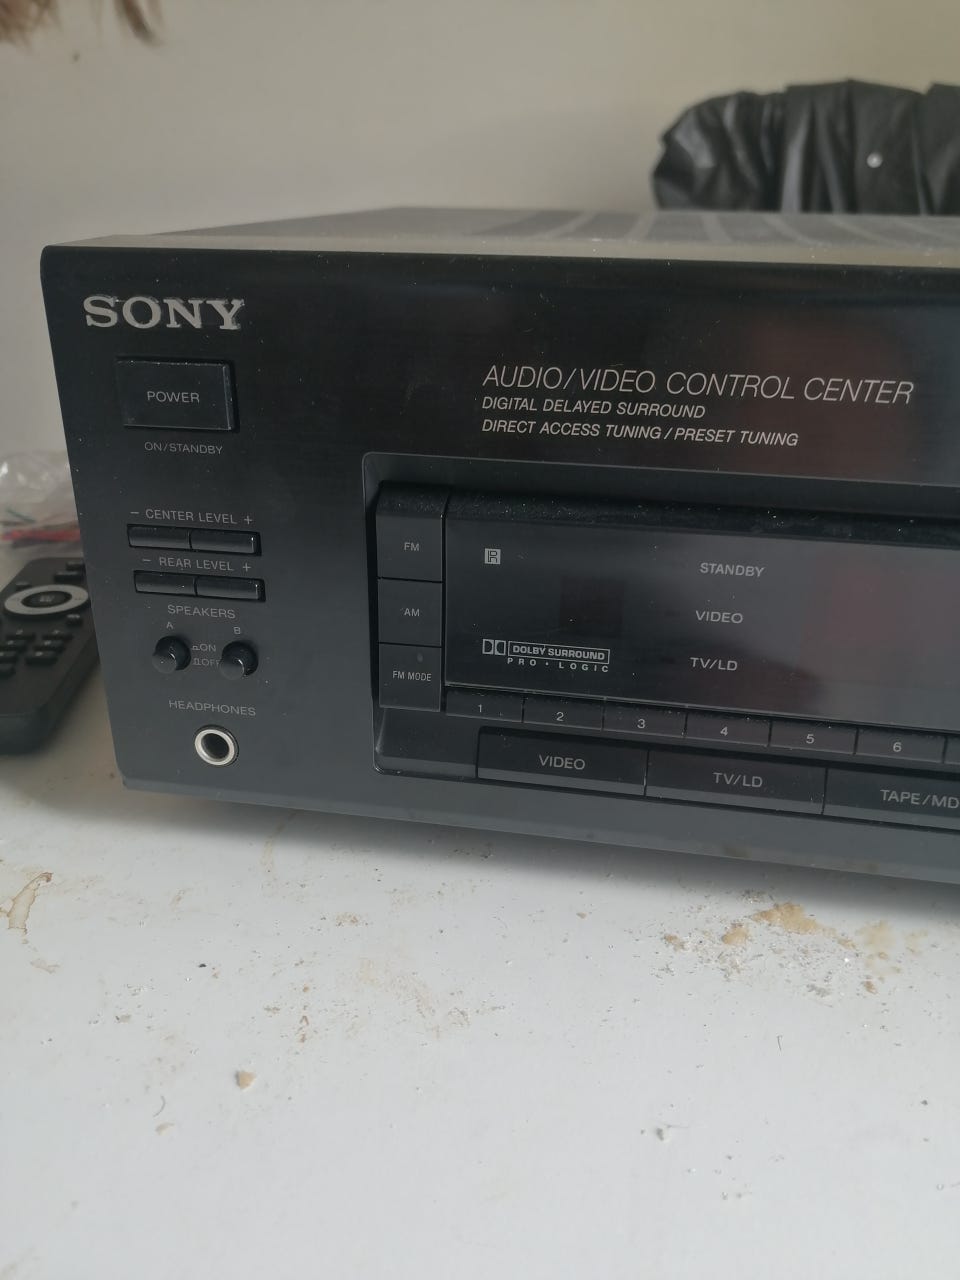 SONY
POWER
ON/STANDBY
AUDIO/VIDEO CONTROL CENTER
DIGITAL DELAYED SURROUND
DIRECT ACCESS TUNING / PRESET TUNING
− CENTER LEVEL +
− REAR LEVEL +
SPEAKERS
A B
ON
OFF
HEADPHONES
FM
AM
FM MODE
R
STANDBY
VIDEO
DOLBY SURROUND
PRO • LOGIC
TV/LD
1 2 3 4 5 6
VIDEO TV/LD TAPE/MD